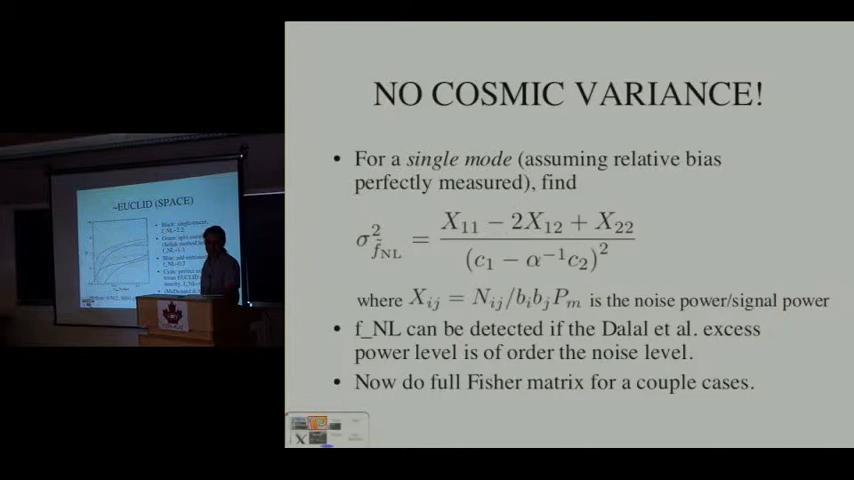 NO COSMIC VARIANCE!
• For a single mode (assuming relative bias
perfectly measured), find
σ²_{f̃_NL} = (X₁₁ − 2X₁₂ + X₂₂) / (c₁ − α⁻¹c₂)²
where X_{ij} = N_{ij}/b_i b_j P_m is the noise power/signal power
• f_NL can be detected if the Dalal et al. excess
power level is of order the noise level.
• Now do full Fisher matrix for a couple cases.
~EUCLID (SPACE)